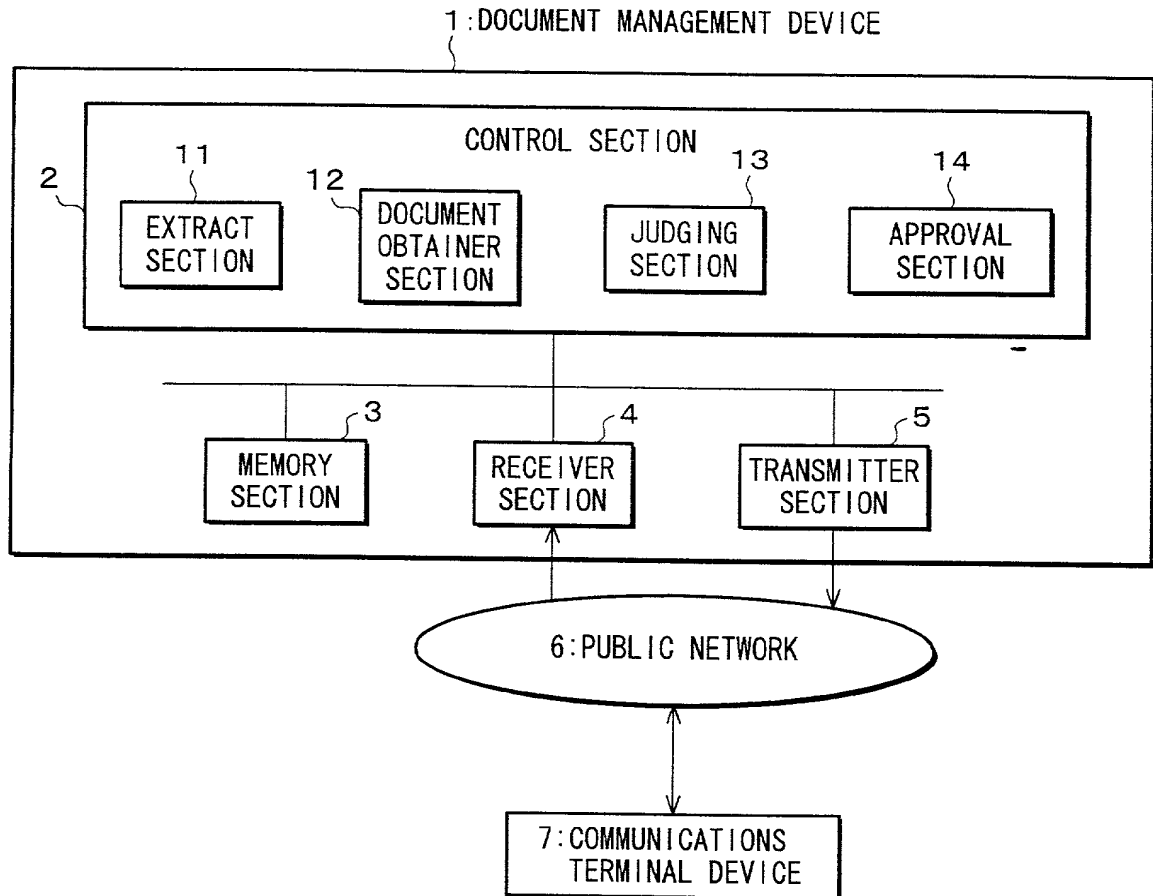 1:DOCUMENT MANAGEMENT DEVICE
CONTROL SECTION
2
11
EXTRACT
SECTION
12
DOCUMENT
OBTAINER
SECTION
13
JUDGING
SECTION
14
APPROVAL
SECTION
3
MEMORY
SECTION
4
RECEIVER
SECTION
5
TRANSMITTER
SECTION
6:PUBLIC NETWORK
7:COMMUNICATIONS
TERMINAL DEVICE